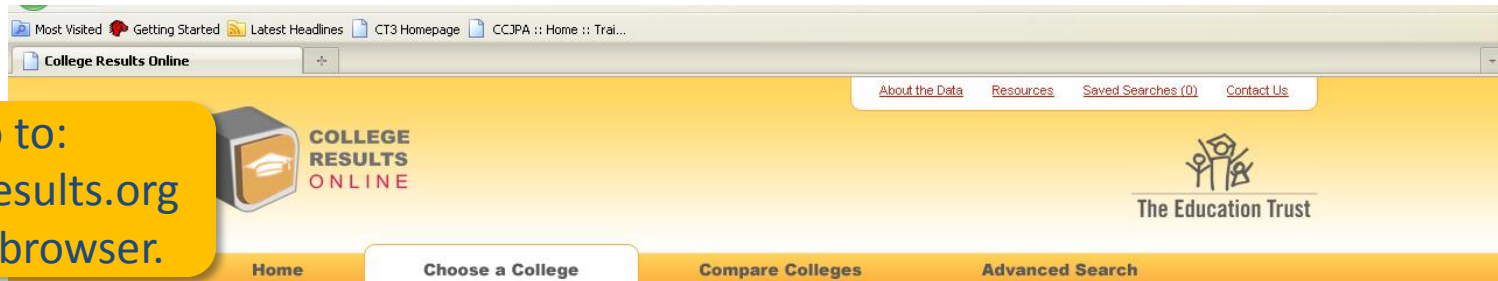 Most Visited Getting Started Latest Headlines CT3 Homepage CCJPA :: Home :: Trai...
College Results Online
About the Data Resources Saved Searches (0) Contact Us
to:
esults.org
browser.
COLLEGE
RESULTS
ONLINE
The Education Trust
Home Choose a College Compare Colleges Advanced Search